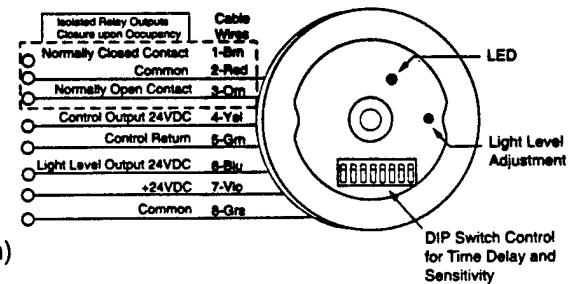 Isolated Relay Outputs
Closure upon Occupancy
Cable
Wires
Normally Closed Contact 1-Brn
Common 2-Red
Normally Open Contact 3-Orn
Control Output 24VDC 4-Yel
Control Return 5-Grn
Light Level Output 24VDC 6-Blu
+24VDC 7-Vio
Common 8-Gra
LED
Light Level
Adjustment
DIP Switch Control
for Time Delay and
Sensitivity